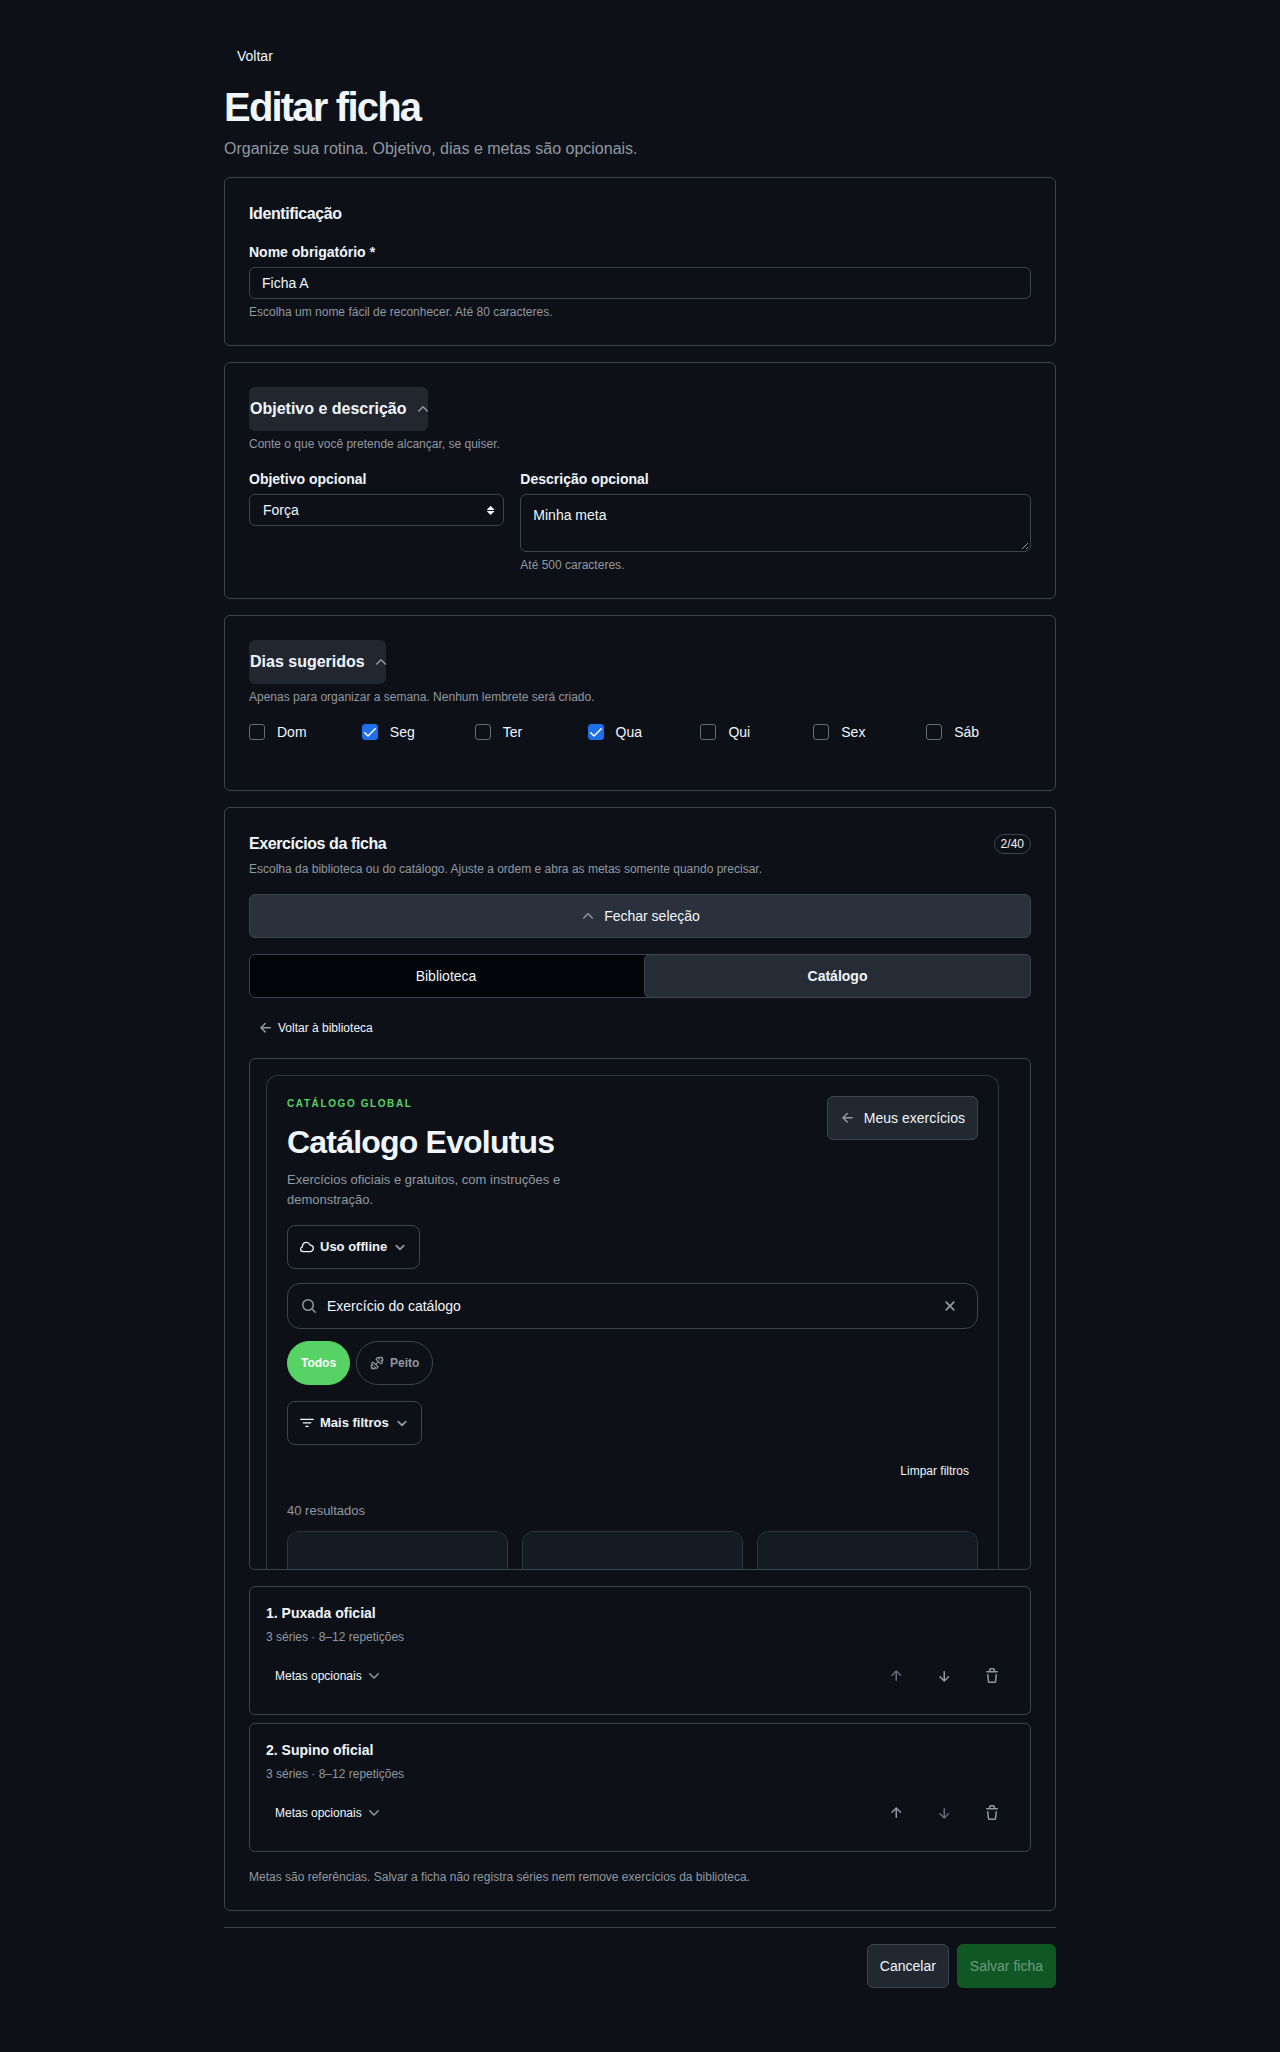 Voltar
Editar ficha
Organize sua rotina. Objetivo, dias e metas são opcionais.
Identificação
Nome obrigatório *
Ficha A
Escolha um nome fácil de reconhecer. Até 80 caracteres.
Objetivo e descrição
Conte o que você pretende alcançar, se quiser.
Objetivo opcional
Força
Descrição opcional
Minha meta
Até 500 caracteres.
Dias sugeridos
Apenas para organizar a semana. Nenhum lembrete será criado.
Dom Seg Ter Qua Qui Sex Sáb
Exercícios da ficha
2/40
Escolha da biblioteca ou do catálogo. Ajuste a ordem e abra as metas somente quando precisar.
Fechar seleção
Biblioteca Catálogo
Voltar à biblioteca
CATÁLOGO GLOBAL
Meus exercícios
Catálogo Evolutus
Exercícios oficiais e gratuitos, com instruções e
demonstração.
Uso offline
Exercício do catálogo
Todos Peito
Mais filtros
Limpar filtros
40 resultados
1. Puxada oficial
3 séries · 8–12 repetições
Metas opcionais
2. Supino oficial
3 séries · 8–12 repetições
Metas opcionais
Metas são referências. Salvar a ficha não registra séries nem remove exercícios da biblioteca.
Cancelar Salvar ficha